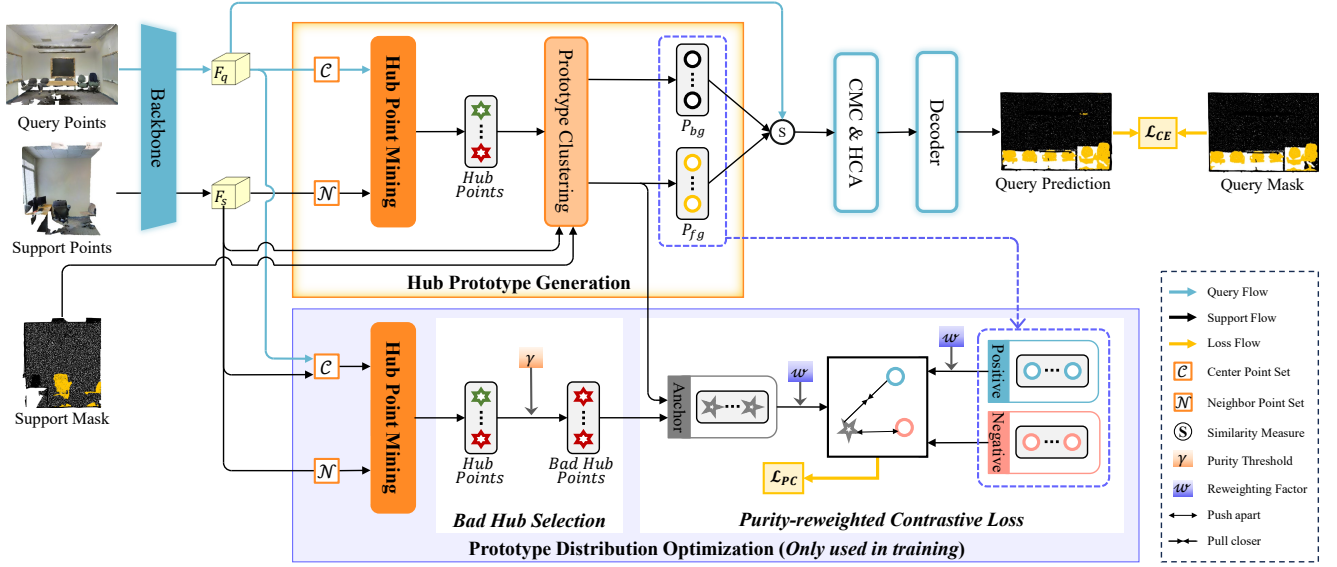 Query Points
Support Points
Support Mask
Backbone
F_q
F_s
C
N
Hub Point Mining
Hub
Points
Prototype Clustering
P_bg
P_fg
Hub Prototype Generation
S
CMC & HCA
Decoder
Query Prediction
L_CE
Query Mask
C
N
Hub Point Mining
Hub
Points
γ
Bad Hub
Points
Bad Hub Selection
Anchor
w
w
Positive
Negative
L_PC
Purity-reweighted Contrastive Loss
Prototype Distribution Optimization (Only used in training)
Query Flow
Support Flow
Loss Flow
C Center Point Set
N Neighbor Point Set
S Similarity Measure
γ Purity Threshold
w Reweighting Factor
Push apart
Pull closer